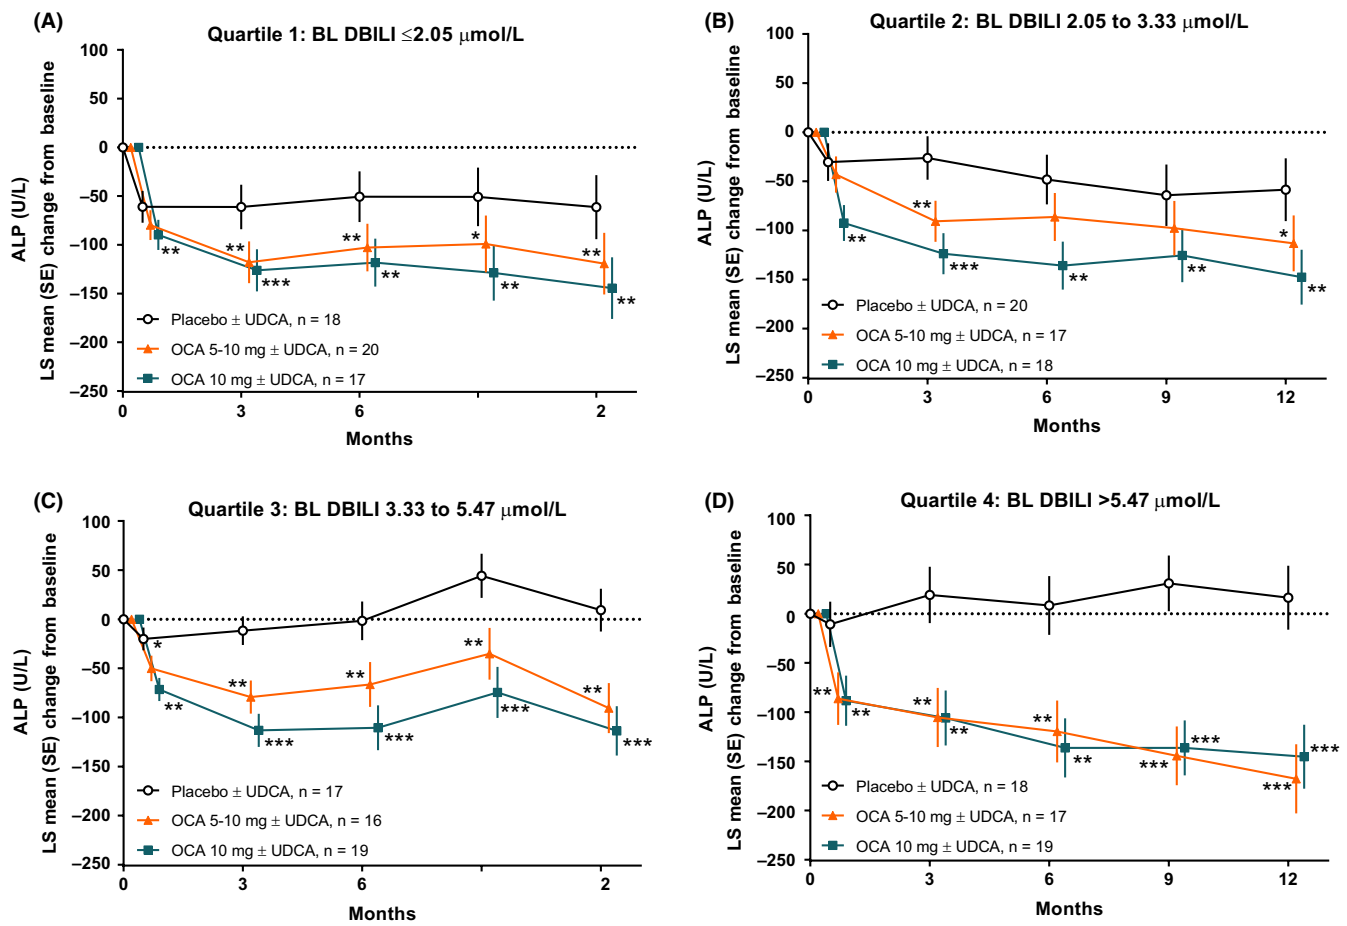 (A)
Quartile 1: BL DBILI ≤2.05 μmol/L
ALP (U/L)
LS mean (SE) change from baseline
100
50
0
–50
–100
–150
–200
–250
** ** ** * **
** *** ** ** **
Placebo ± UDCA, n = 18
OCA 5-10 mg ± UDCA, n = 20
OCA 10 mg ± UDCA, n = 17
0 3 6 2
Months
(B)
Quartile 2: BL DBILI 2.05 to 3.33 μmol/L
ALP (U/L)
LS mean (SE) change from baseline
100
50
0
–50
–100
–150
–200
–250
** *
** *** ** ** **
Placebo ± UDCA, n = 20
OCA 5-10 mg ± UDCA, n = 17
OCA 10 mg ± UDCA, n = 18
0 3 6 9 12
Months
(C)
Quartile 3: BL DBILI 3.33 to 5.47 μmol/L
ALP (U/L)
LS mean (SE) change from baseline
100
50
0
–50
–100
–150
–200
–250
* ** ** ** **
** *** *** *** ***
Placebo ± UDCA, n = 17
OCA 5-10 mg ± UDCA, n = 16
OCA 10 mg ± UDCA, n = 19
0 3 6 2
Months
(D)
Quartile 4: BL DBILI >5.47 μmol/L
ALP (U/L)
LS mean (SE) change from baseline
100
50
0
–50
–100
–150
–200
–250
** ** ** *** ***
** ** ** *** ***
Placebo ± UDCA, n = 18
OCA 5-10 mg ± UDCA, n = 17
OCA 10 mg ± UDCA, n = 19
0 3 6 9 12
Months